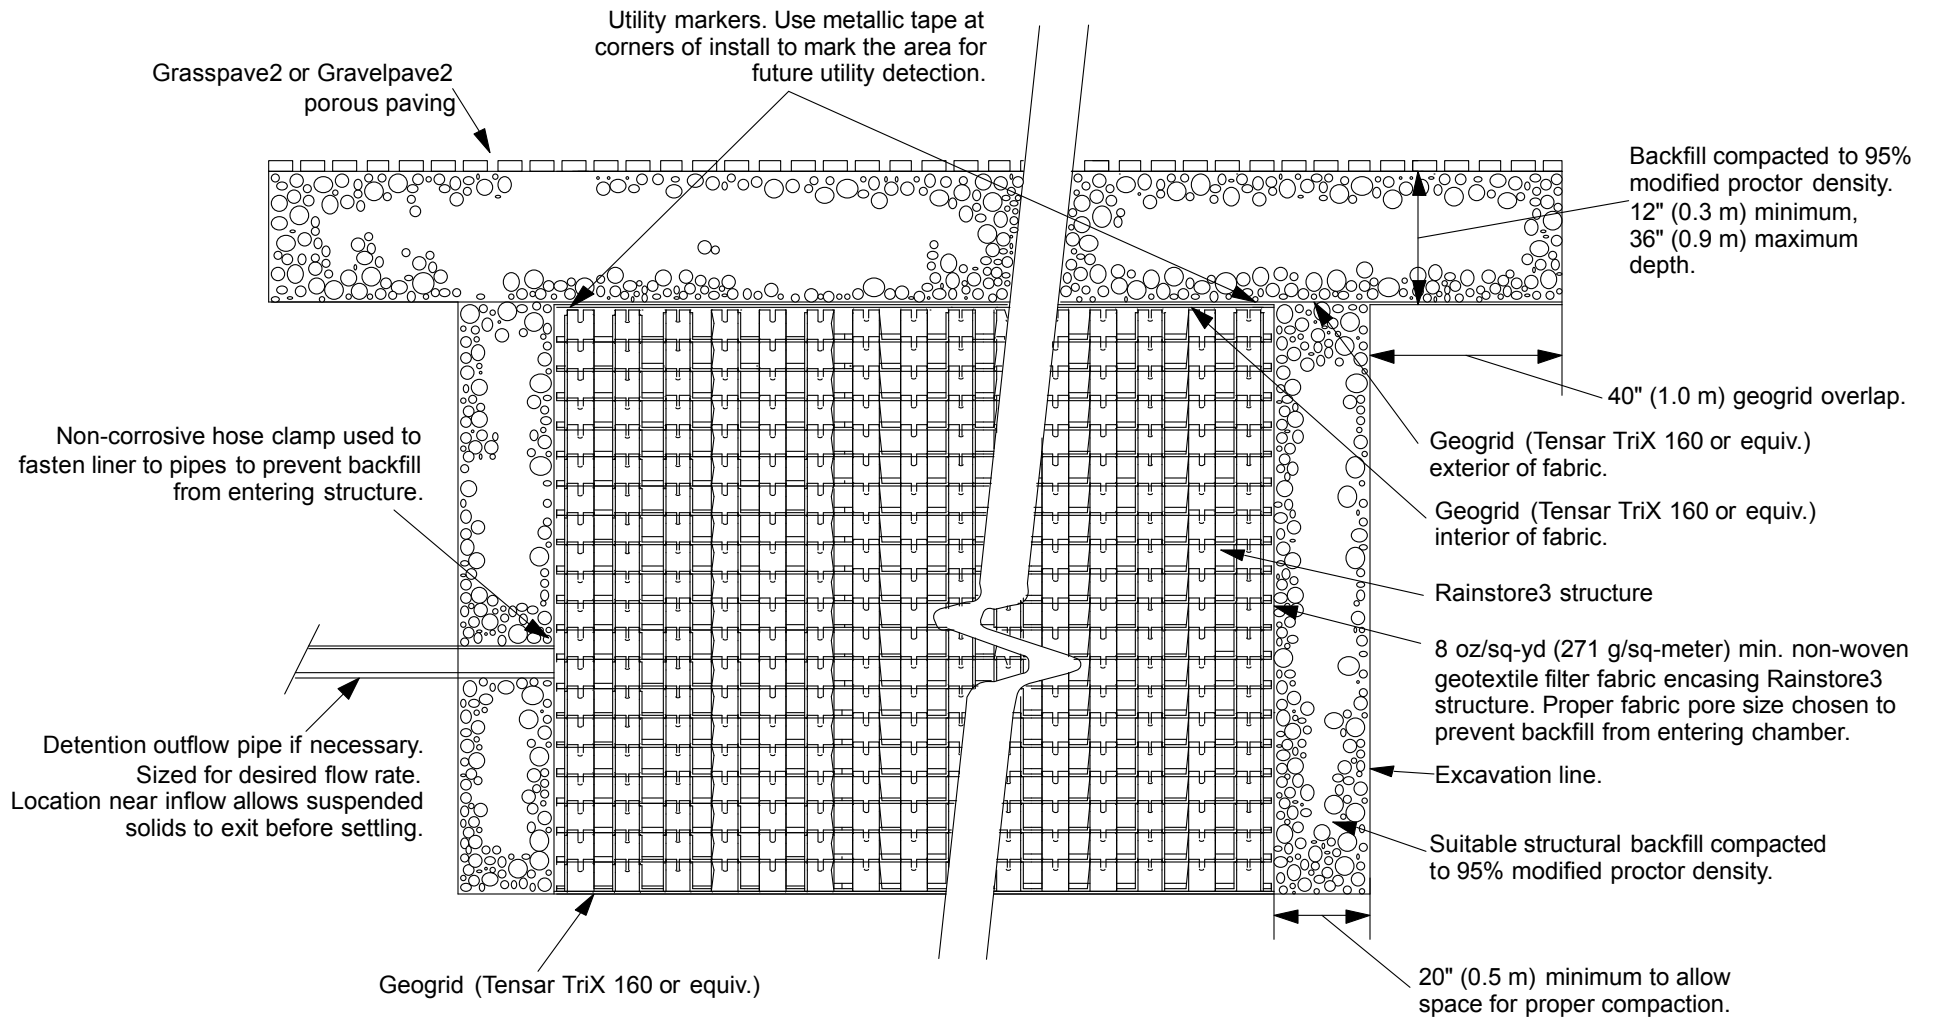 Utility markers. Use metallic tape at
corners of install to mark the area for
future utility detection.
Grasspave2 or Gravelpave2
porous paving
Backfill compacted to 95%
modified proctor density.
12" (0.3 m) minimum,
36" (0.9 m) maximum
depth.
40" (1.0 m) geogrid overlap.
Geogrid (Tensar TriX 160 or equiv.)
exterior of fabric.
Non-corrosive hose clamp used to
fasten liner to pipes to prevent backfill
from entering structure.
Geogrid (Tensar TriX 160 or equiv.)
interior of fabric.
Rainstore3 structure
8 oz/sq-yd (271 g/sq-meter) min. non-woven
geotextile filter fabric encasing Rainstore3
structure. Proper fabric pore size chosen to
prevent backfill from entering chamber.
Detention outflow pipe if necessary.
Sized for desired flow rate.
Location near inflow allows suspended
solids to exit before settling.
Excavation line.
Suitable structural backfill compacted
to 95% modified proctor density.
Geogrid (Tensar TriX 160 or equiv.)
20" (0.5 m) minimum to allow
space for proper compaction.